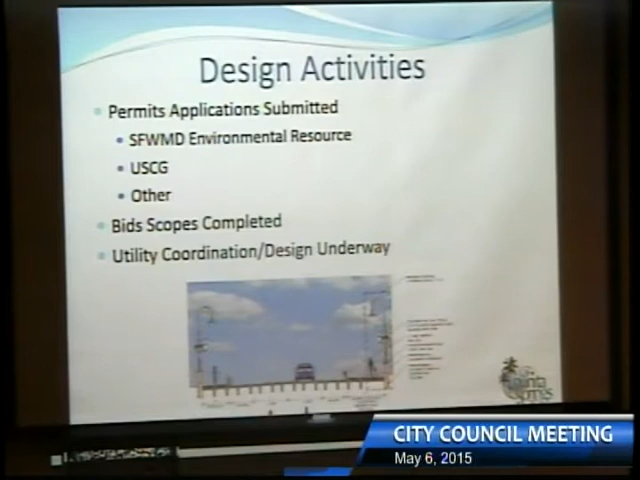 Design Activities
Permits Applications Submitted
SFWMD Environmental Resource
USCG
Other
Bids Scopes Completed
Utility Coordination/Design Underway
CITY COUNCIL MEETING
May 6, 2015